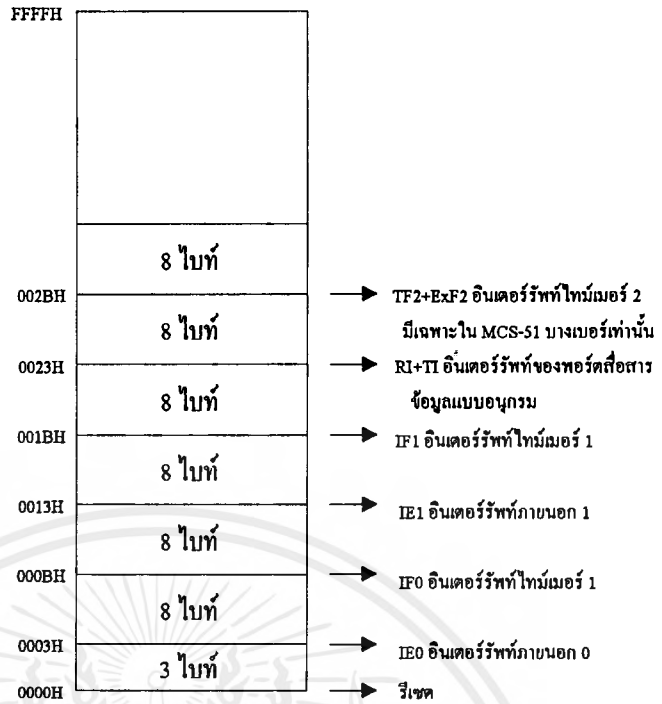 FFFFH
8 ไบท์
002BH TF2+ExF2 อินเตอร์รัพท์ไทม์เมอร์ 2
8 ไบท์ มีเฉพาะใน MCS-51 บางเบอร์เท่านั้น
0023H RI+TI อินเตอร์รัพท์ของพอร์ตสื่อสาร
8 ไบท์ ข้อมูลแบบอนุกรม
001BH IF1 อินเตอร์รัพท์ไทม์เมอร์ 1
8 ไบท์
0013H IE1 อินเตอร์รัพท์ภายนอก 1
8 ไบท์
000BH IF0 อินเตอร์รัพท์ไทม์เมอร์ 1
8 ไบท์
0003H IE0 อินเตอร์รัพท์ภายนอก 0
3 ไบท์
0000H รีเซต